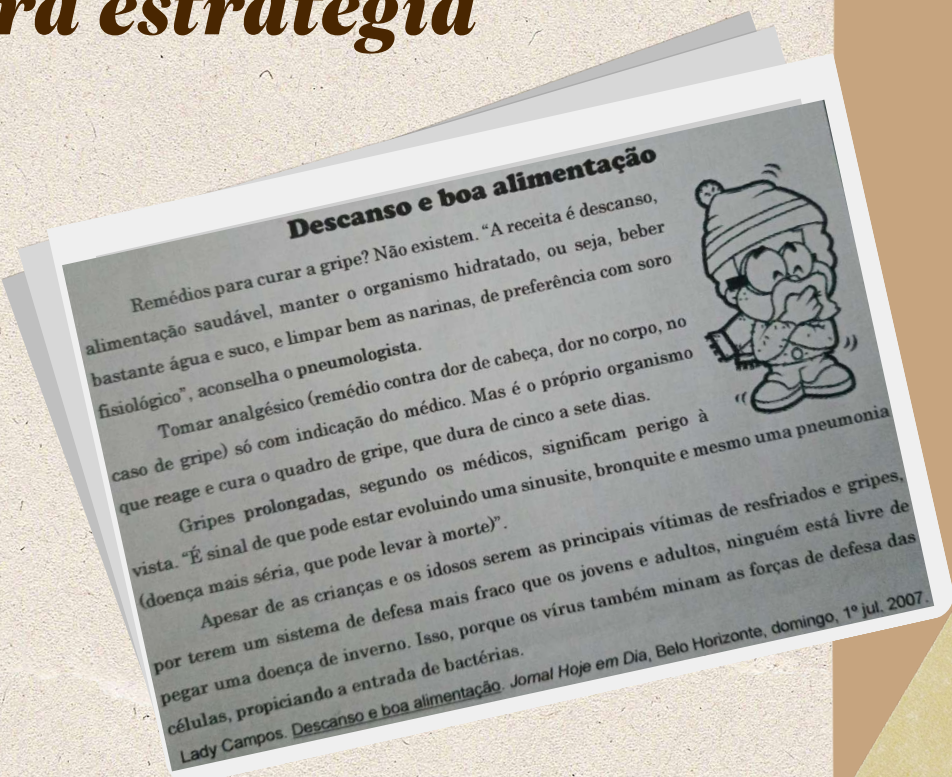 ra estratégia
Descanso e boa alimentação
Remédios para curar a gripe? Não existem. “A receita é descanso,
alimentação saudável, manter o organismo hidratado, ou seja, beber
bastante água e suco, e limpar bem as narinas, de preferência com soro
fisiológico”, aconselha o pneumologista.
Tomar analgésico (remédio contra dor de cabeça, dor no corpo, no
caso de gripe) só com indicação do médico. Mas é o próprio organismo
que reage e cura o quadro de gripe, que dura de cinco a sete dias.
Gripes prolongadas, segundo os médicos, significam perigo à
vista. “É sinal de que pode estar evoluindo uma sinusite, bronquite e mesmo uma pneumonia
(doença mais séria, que pode levar à morte)”.
Apesar de as crianças e os idosos serem as principais vítimas de resfriados e gripes,
por terem um sistema de defesa mais fraco que os jovens e adultos, ninguém está livre de
pegar uma doença de inverno. Isso, porque os vírus também minam as forças de defesa das
células, propiciando a entrada de bactérias.
Lady Campos. Descanso e boa alimentação. Jornal Hoje em Dia, Belo Horizonte, domingo, 1º jul. 2007.